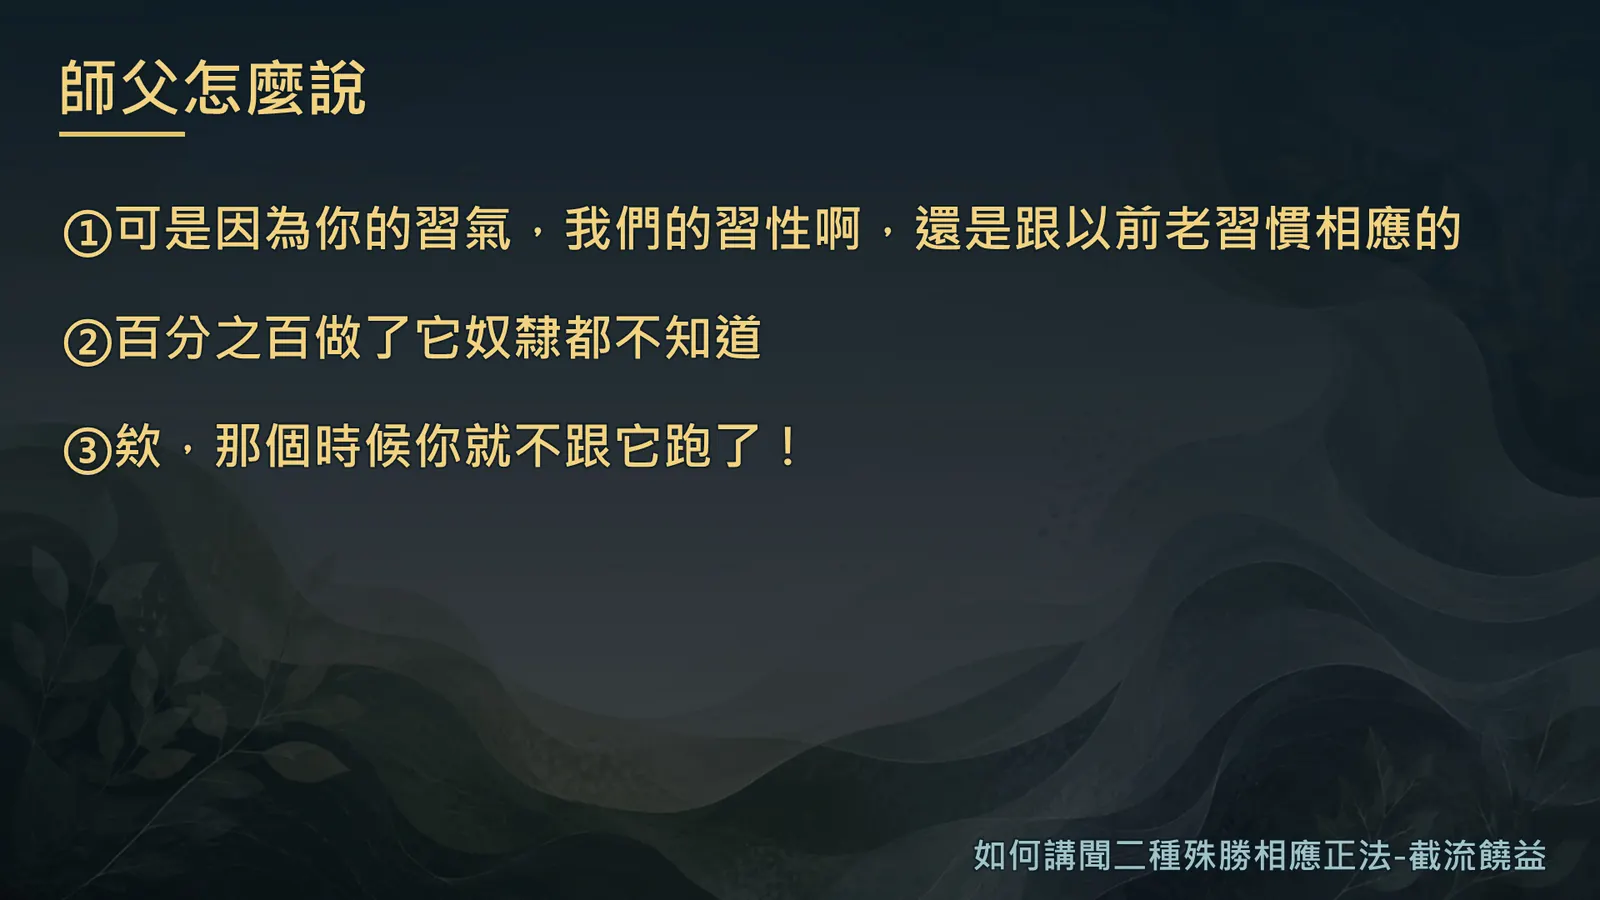 師父怎麼說
①可是因為你的習氣，我們的習性啊，還是跟以前老習慣相應的
②百分之百做了它奴隸都不知道
③欸，那個時候你就不跟它跑了！
如何講聞二種殊勝相應正法-截流饒益